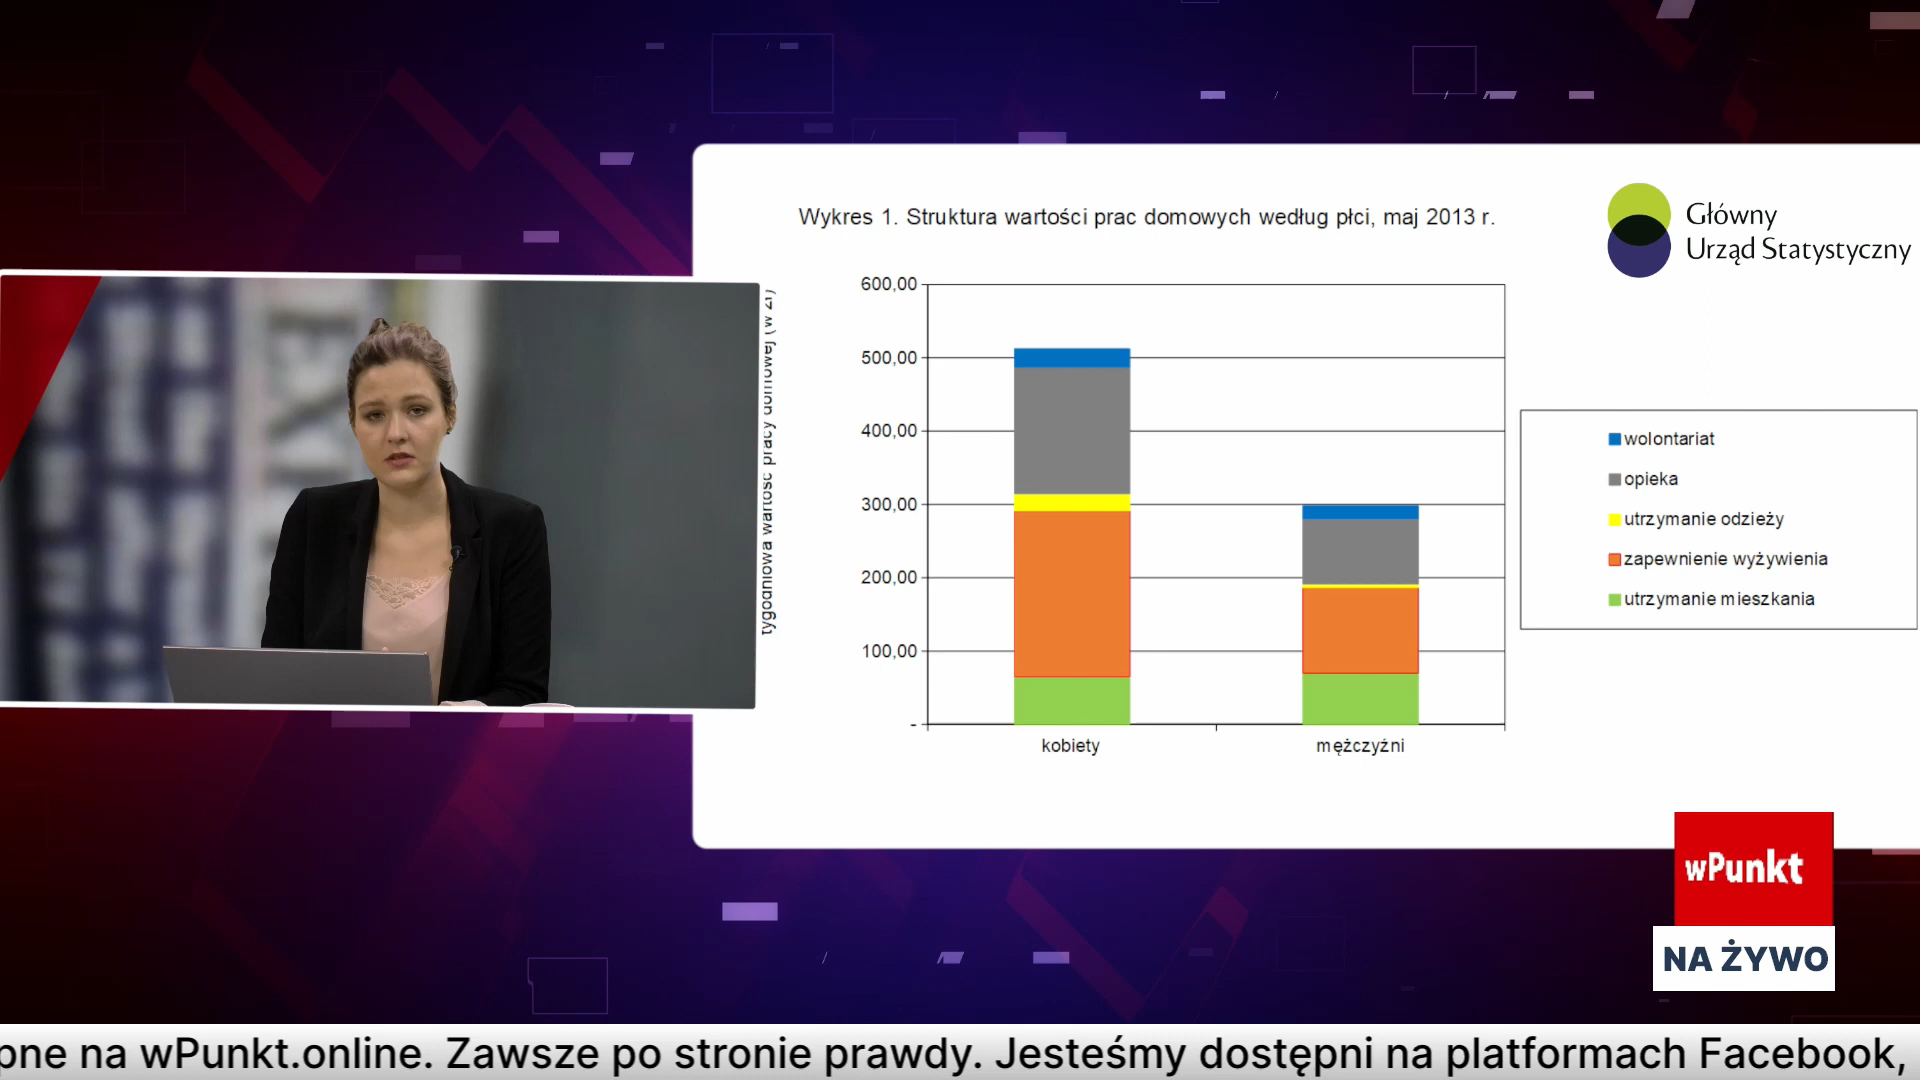 Wykres 1. Struktura wartości prac domowych według płci, maj 2013 r.
Główny
Urząd Statystyczny
tygodniowa wartość pracy domowej (w zł)
600,00
500,00
400,00
300,00
200,00
100,00
-
kobiety
mężczyźni
wolontariat
opieka
utrzymanie odzieży
zapewnienie wyżywienia
utrzymanie mieszkania
wPunkt
NA ŻYWO
na wPunkt.online. Zawsze po stronie prawdy. Jesteśmy dostępni na platformach Facebook,